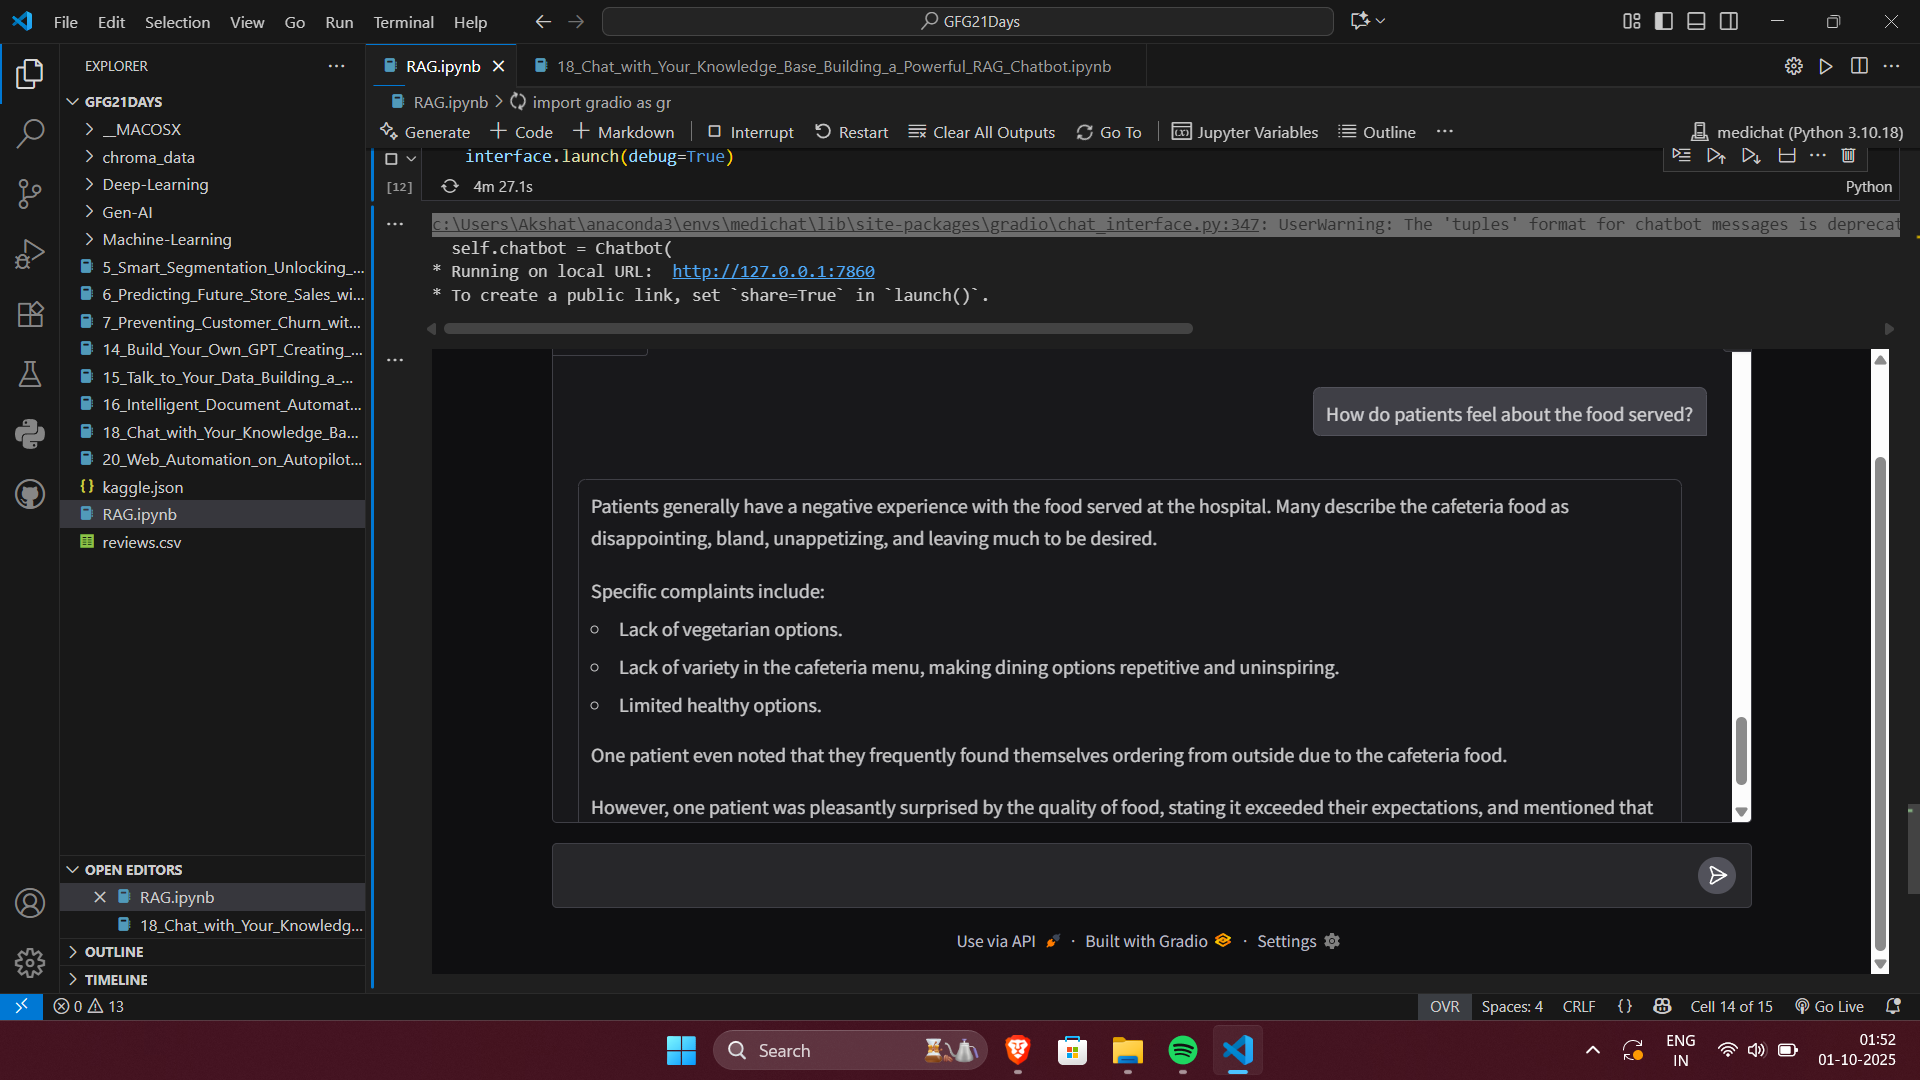 File Edit Selection View Go Run Terminal Help
GFG21Days
EXPLORER
GFG21DAYS
__MACOSX
chroma_data
Deep-Learning
Gen-AI
Machine-Learning
5_Smart_Segmentation_Unlocking_...
6_Predicting_Future_Store_Sales_wi...
7_Preventing_Customer_Churn_wit...
14_Build_Your_Own_GPT_Creating_...
15_Talk_to_Your_Data_Building_a_...
16_Intelligent_Document_Automat...
18_Chat_with_Your_Knowledge_Ba...
20_Web_Automation_on_Autopilot...
kaggle.json
RAG.ipynb
reviews.csv
OPEN EDITORS
RAG.ipynb
18_Chat_with_Your_Knowledg...
OUTLINE
TIMELINE
RAG.ipynb 18_Chat_with_Your_Knowledge_Base_Building_a_Powerful_RAG_Chatbot.ipynb
RAG.ipynb > import gradio as gr
Generate + Code + Markdown Interrupt Restart Clear All Outputs Go To Jupyter Variables Outline ... medichat (Python 3.10.18)
interface.launch(debug=True)
[12] 4m 27.1s Python
c:\Users\Akshat\anaconda3\envs\medichat\lib\site-packages\gradio\chat_interface.py:347: UserWarning: The 'tuples' format for chatbot messages is deprecat
self.chatbot = Chatbot(
* Running on local URL: http://127.0.0.1:7860
* To create a public link, set `share=True` in `launch()`.
How do patients feel about the food served?
Patients generally have a negative experience with the food served at the hospital. Many describe the cafeteria food as
disappointing, bland, unappetizing, and leaving much to be desired.
Specific complaints include:
Lack of vegetarian options.
Lack of variety in the cafeteria menu, making dining options repetitive and uninspiring.
Limited healthy options.
One patient even noted that they frequently found themselves ordering from outside due to the cafeteria food.
However, one patient was pleasantly surprised by the quality of food, stating it exceeded their expectations, and mentioned that
Use via API · Built with Gradio · Settings
0 13 OVR Spaces: 4 CRLF {} Cell 14 of 15 Go Live
Search ENG 01:52
IN 01-10-2025